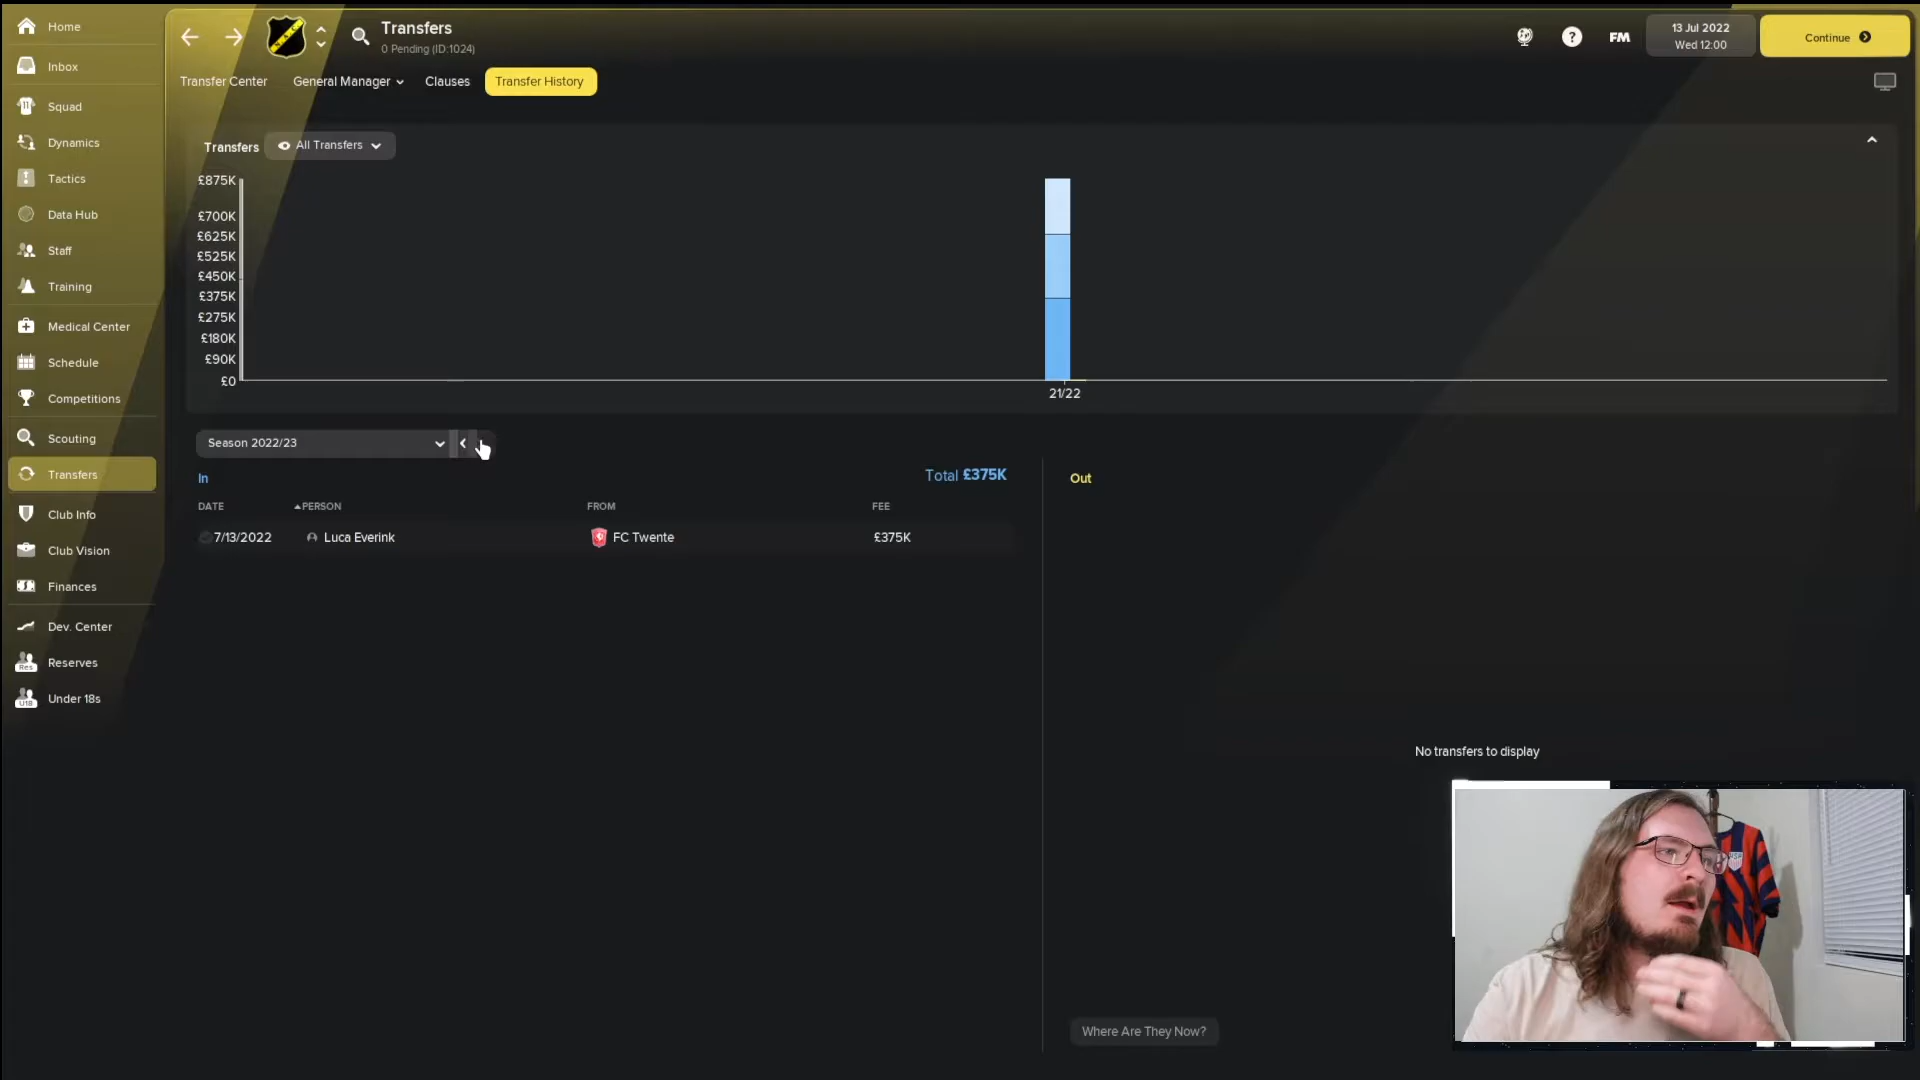 Home
Inbox
Squad
Dynamics
Tactics
Data Hub
Staff
Training
Medical Center
Schedule
Competitions
Scouting
Transfers
Club Info
Club Vision
Finances
Dev. Center
Res
Reserves
U18
Under 18s
NAC
Transfers
0 Pending (ID:1024)
?
FM
13 Jul 2022
Wed 12:00
Continue
Transfer Center
General Manager
Clauses
Transfer History
Transfers
All Transfers
£875K
£700K
£625K
£525K
£450K
£375K
£275K
£180K
£90K
£0
21/22
Season 2022/23
In
Total £375K
DATE PERSON FROM FEE
7/13/2022 Luca Everink FC Twente £375K
Out
No transfers to display
Where Are They Now?